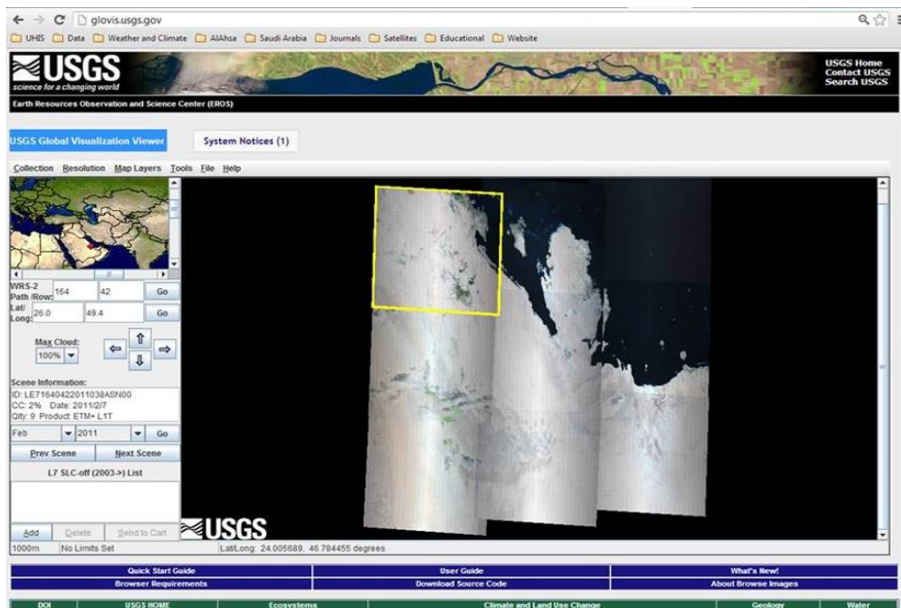 glovis.usgs.gov
UHIS Data Weather and Climate AlAhsa Saudi Arabia Journals Satellites Educational Website
USGS
science for a changing world
USGS Home
Contact USGS
Search USGS
Earth Resources Observation and Science Center (EROS)
USGS Global Visualization Viewer
System Notices (1)
Collection Resolution Map Layers Tools File Help
WRS-2
Path /Row: 164 42 Go
Lat/
Long: 26.0 49.4 Go
Max Cloud:
100%
Scene Information:
ID: LE71640422011038ASN00
CC: 2% Date: 2011/2/7
Qlty: 9 Product: ETM+ L1T
Feb 2011 Go
Prev Scene Next Scene
L7 SLC-off (2003->) List
Add Delete Send to Cart
USGS
1000m No Limits Set Lat/Long: 24.005689, 46.784455 degrees
Quick Start Guide User Guide What's New!
Browser Requirements Download Source Code About Browse Images
DOI USGS HOME Ecosystems Climate and Land Use Change Geology Water